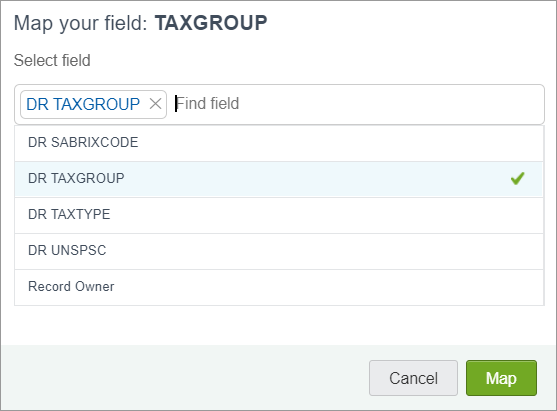 Map your field: TAXGROUP
Select field
DR TAXGROUP Find field
DR SABRIXCODE
DR TAXGROUP
DR TAXTYPE
DR UNSPSC
Record Owner
Cancel Map